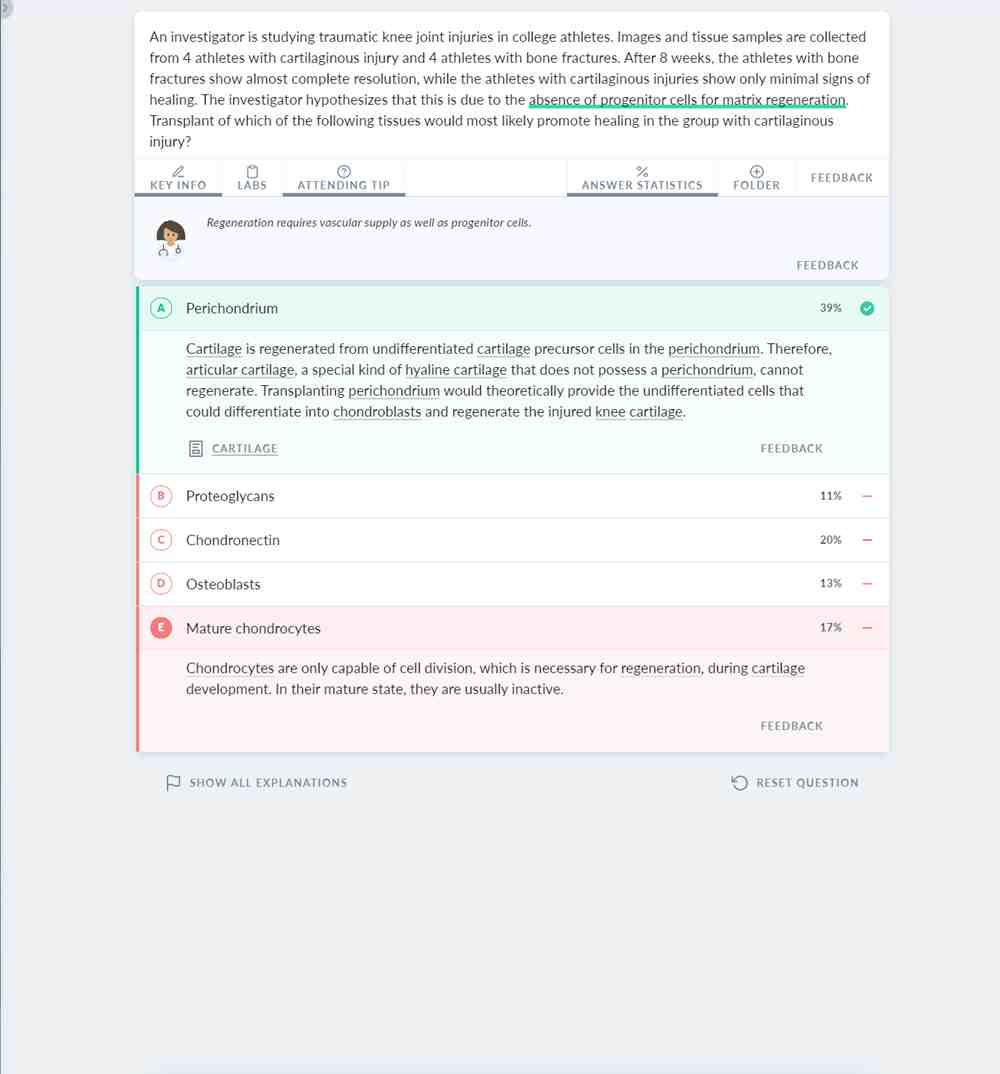 An investigator is studying traumatic knee joint injuries in college athletes. Images and tissue samples are collected
from 4 athletes with cartilaginous injury and 4 athletes with bone fractures. After 8 weeks, the athletes with bone
fractures show almost complete resolution, while the athletes with cartilaginous injuries show only minimal signs of
healing. The investigator hypothesizes that this is due to the absence of progenitor cells for matrix regeneration.
Transplant of which of the following tissues would most likely promote healing in the group with cartilaginous
injury?
KEY INFO LABS ATTENDING TIP % ANSWER STATISTICS FOLDER FEEDBACK
Regeneration requires vascular supply as well as progenitor cells.
FEEDBACK
A Perichondrium 39%
Cartilage is regenerated from undifferentiated cartilage precursor cells in the perichondrium. Therefore,
articular cartilage, a special kind of hyaline cartilage that does not possess a perichondrium, cannot
regenerate. Transplanting perichondrium would theoretically provide the undifferentiated cells that
could differentiate into chondroblasts and regenerate the injured knee cartilage.
CARTILAGE FEEDBACK
B Proteoglycans 11%
C Chondronectin 20%
D Osteoblasts 13%
E Mature chondrocytes 17%
Chondrocytes are only capable of cell division, which is necessary for regeneration, during cartilage
development. In their mature state, they are usually inactive.
FEEDBACK
SHOW ALL EXPLANATIONS RESET QUESTION